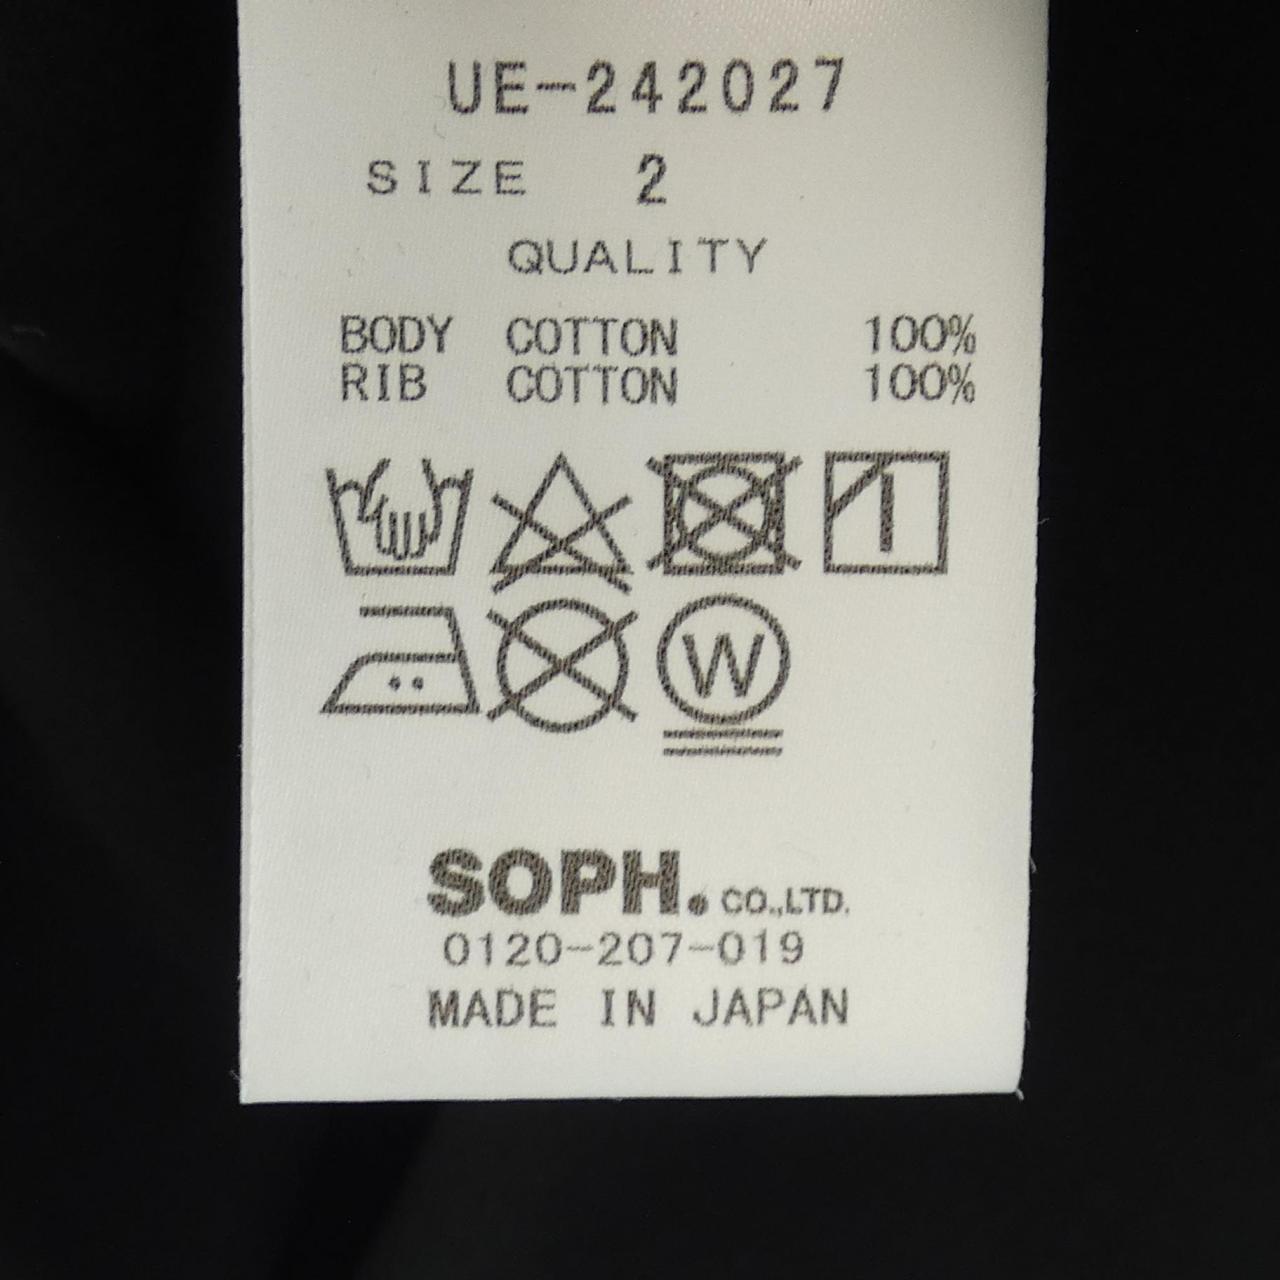 UE-242027
SIZE 2
QUALITY
BODY COTTON 100%
RIB COTTON 100%
W
SOPH. CO.,LTD.
0120-207-019
MADE IN JAPAN